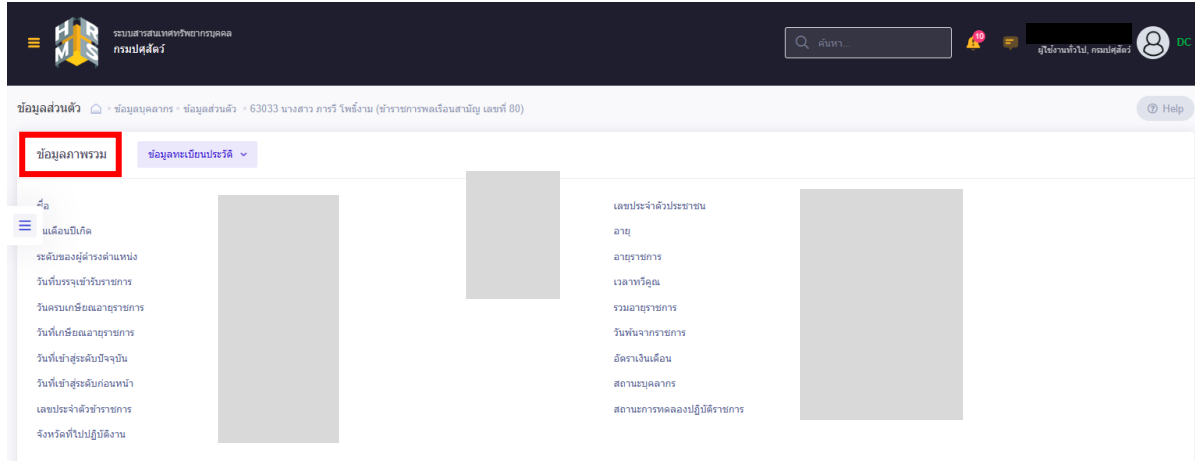 HR
MS
ระบบสารสนเทศทรัพยากรบุคคล
กรมปศุสัตว์
ค้นหา...
10
ผู้ใช้งานทั่วไป, กรมปศุสัตว์
DC
ข้อมูลส่วนตัว ◦ ข้อมูลบุคลากร ◦ ข้อมูลส่วนตัว ◦ 63033 นางสาว ภารวี โพธิ์งาม (ข้าราชการพลเรือนสามัญ เลขที่ 80)
Help
ข้อมูลภาพรวม
ข้อมูลทะเบียนประวัติ
ชื่อ
เลขประจำตัวประชาชน
นเดือนปีเกิด
อายุ
ระดับของผู้ดำรงตำแหน่ง
อายุราชการ
วันที่บรรจุเข้ารับราชการ
เวลาทวีคูณ
วันครบเกษียณอายุราชการ
รวมอายุราชการ
วันที่เกษียณอายุราชการ
วันพ้นจากราชการ
วันที่เข้าสู่ระดับปัจจุบัน
อัตราเงินเดือน
วันที่เข้าสู่ระดับก่อนหน้า
สถานะบุคลากร
เลขประจำตัวข้าราชการ
สถานะการทดลองปฏิบัติราชการ
จังหวัดที่ไปปฏิบัติงาน